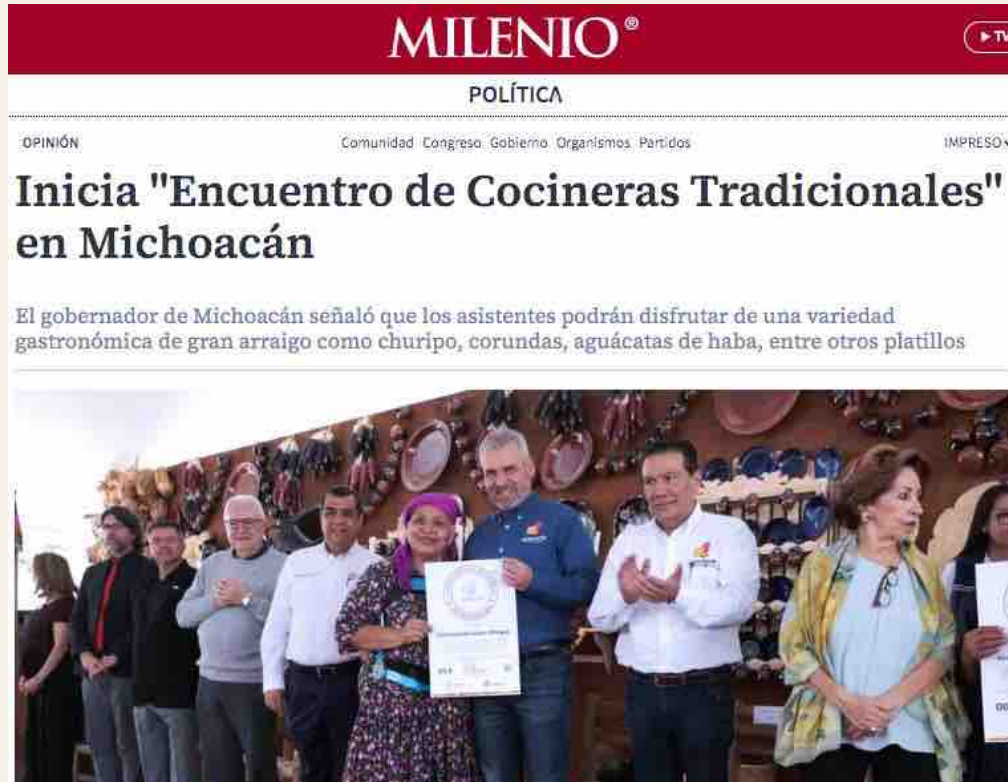 MILENIO®
▶ TV
POLÍTICA
OPINIÓN
Comunidad Congreso Gobierno Organismos Partidos
IMPRESO
Inicia "Encuentro de Cocineras Tradicionales"
en Michoacán
El gobernador de Michoacán señaló que los asistentes podrán disfrutar de una variedad
gastronómica de gran arraigo como churipo, corundas, aguácatas de haba, entre otros platillos